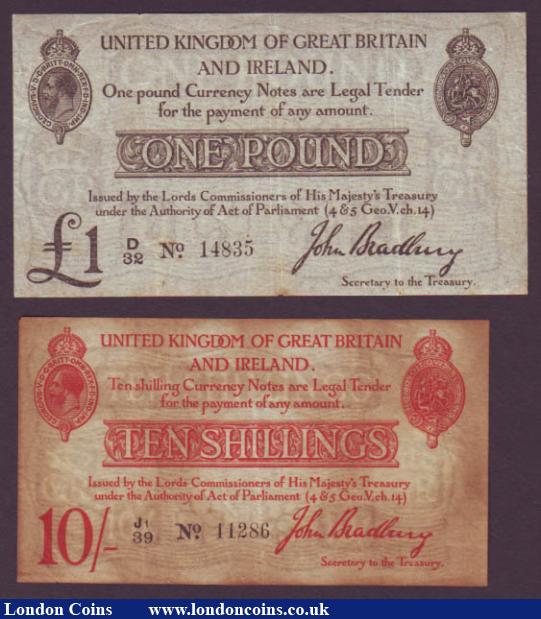 UNITED KINGDOM OF GREAT BRITAIN
AND IRELAND.
One pound Currency Notes are Legal Tender
for the payment of any amount.
ONE POUND
Issued by the Lords Commissioners of His Majesty's Treasury
under the Authority of Act of Parliament (4 & 5 Geo.V.ch.14)
£1 D/32 No 14835 John Bradbury
Secretary to the Treasury.
UNITED KINGDOM OF GREAT BRITAIN
AND IRELAND.
Ten shilling Currency Notes are Legal Tender
for the payment of any amount.
TEN SHILLINGS
Issued by the Lords Commissioners of His Majesty's Treasury
under the Authority of Act of Parliament (4 & 5 Geo.V.ch.14)
10/- J1/39 No 11286 John Bradbury
Secretary to the Treasury.
London Coins www.londoncoins.co.uk